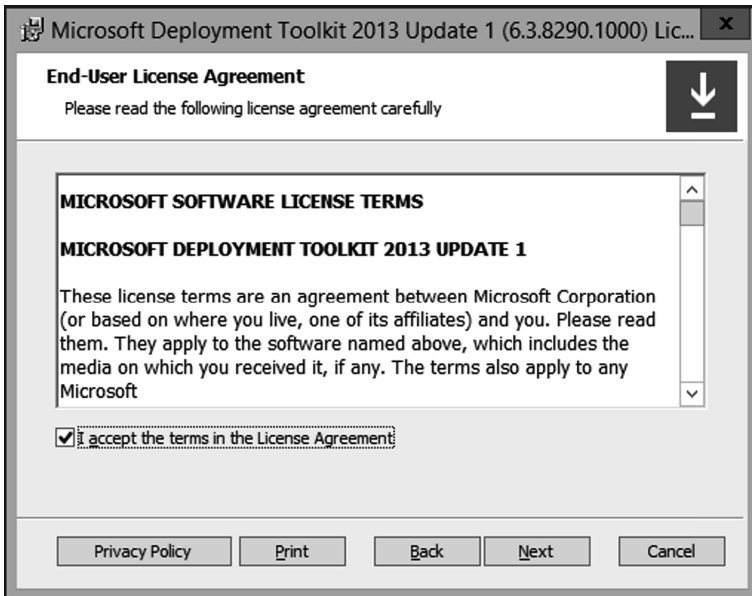 Microsoft Deployment Toolkit 2013 Update 1 (6.3.8290.1000) Lic...
x
End-User License Agreement
Please read the following license agreement carefully
MICROSOFT SOFTWARE LICENSE TERMS
MICROSOFT DEPLOYMENT TOOLKIT 2013 UPDATE 1
These license terms are an agreement between Microsoft Corporation
(or based on where you live, one of its affiliates) and you. Please read
them. They apply to the software named above, which includes the
media on which you received it, if any. The terms also apply to any
Microsoft
I accept the terms in the License Agreement
Privacy Policy Print Back Next Cancel